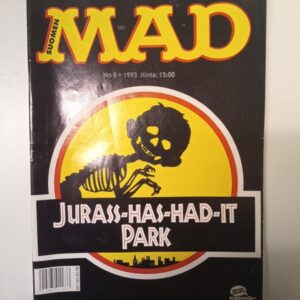 SUOMEN
MAD
No 8 • 1993 Hinta: 15:00
JURASS-HAS-HAD-IT
PARK